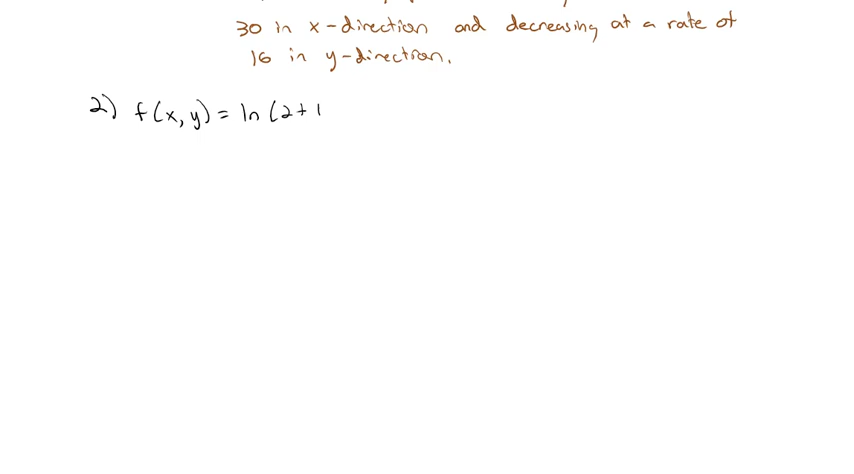 30 in x-direction and decreasing at a rate of
16 in y-direction.
2) f(x, y) = ln (2 + 1